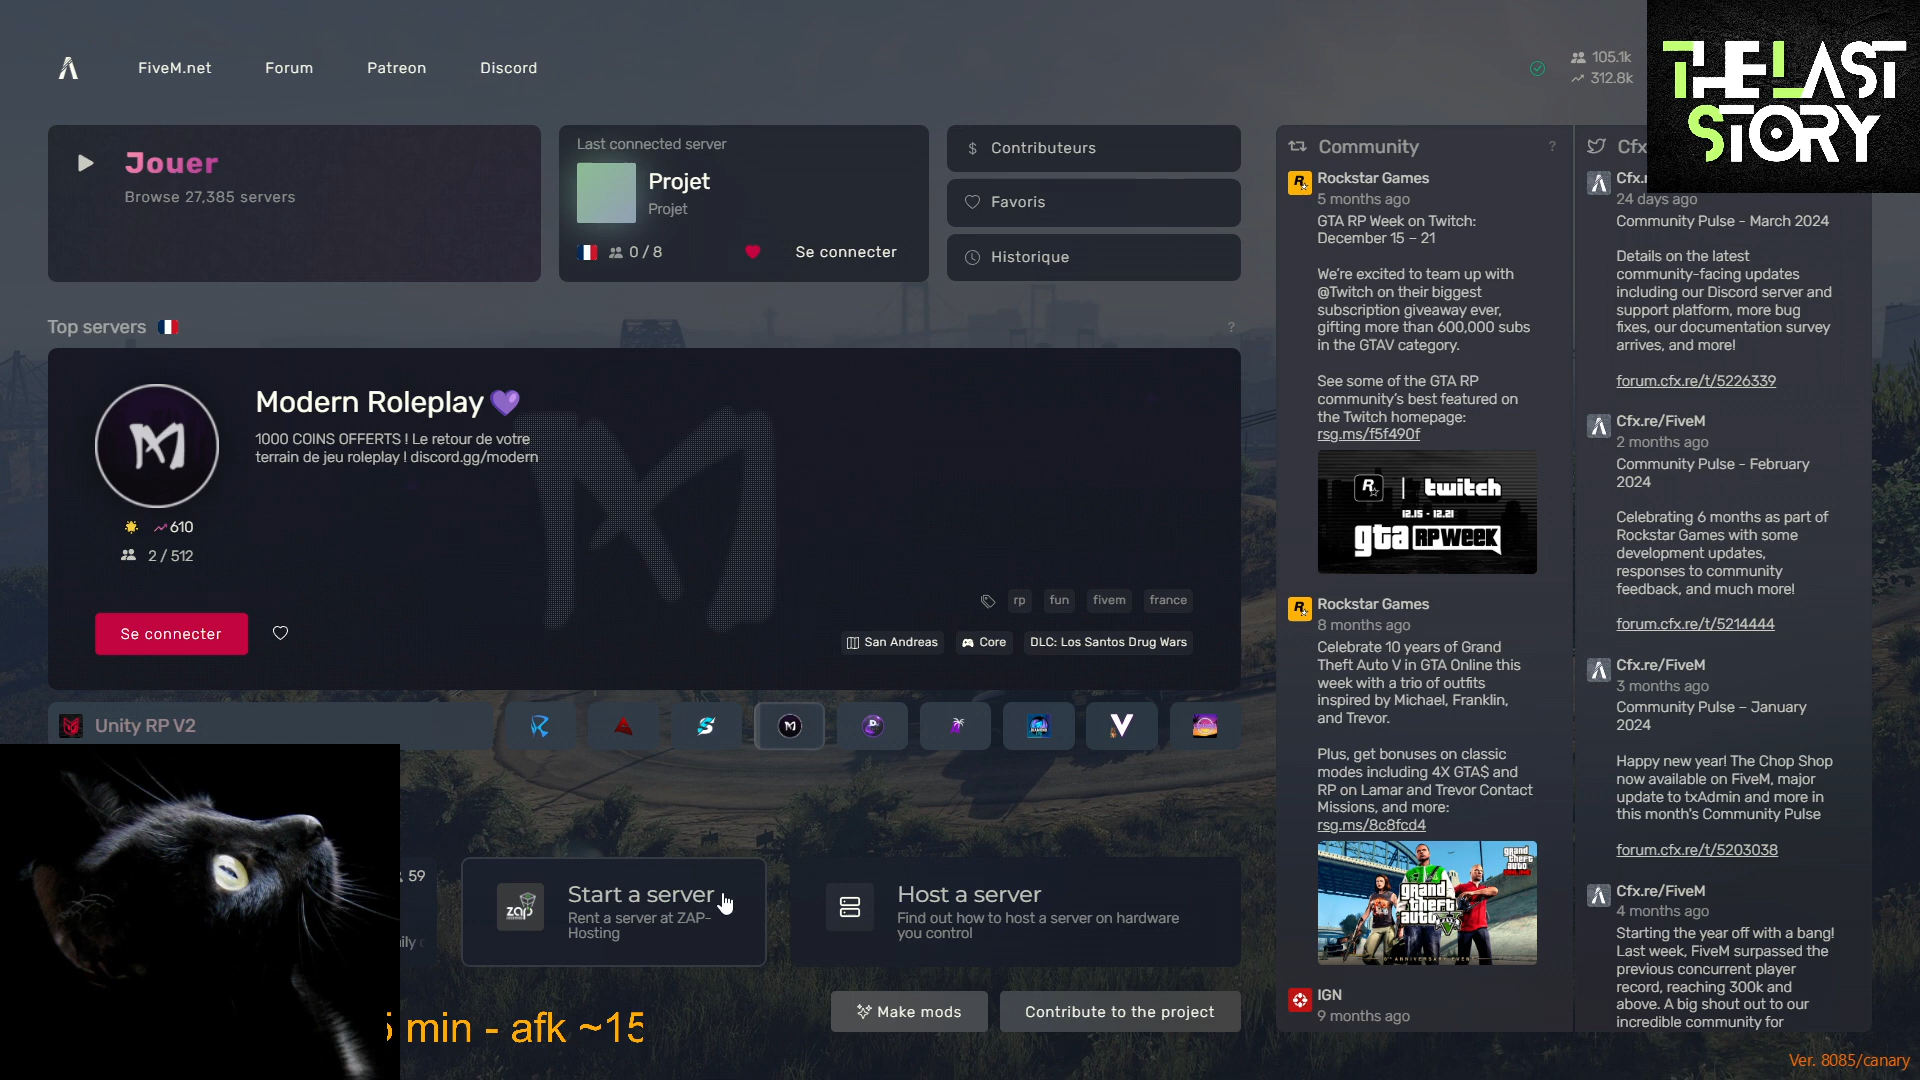 FiveM.net
Forum
Patreon
Discord
105.1k
312.8k
THE LAST
STORY
Jouer
Browse 27,385 servers
Last connected server
Projet
Projet
0 / 8
Se connecter
$ Contributeurs
Favoris
Historique
Top servers
?
Modern Roleplay
1000 COINS OFFERTS ! Le retour de votre
terrain de jeu roleplay ! discord.gg/modern
610
2 / 512
Se connecter
rp
fun
fivem
france
San Andreas
Core
DLC: Los Santos Drug Wars
Unity RP V2
59
zap
Start a server
Rent a server at ZAP-
Hosting
Host a server
Find out how to host a server on hardware
you control
min - afk ~15
Make mods
Contribute to the project
Community
?
Rockstar Games
5 months ago
GTA RP Week on Twitch:
December 15 – 21
We're excited to team up with
@Twitch on their biggest
subscription giveaway ever,
gifting more than 600,000 subs
in the GTAV category.
See some of the GTA RP
community's best featured on
the Twitch homepage:
rsg.ms/f5f490f
R | twitch
12.15 - 12.21
gta RPWEEK
Rockstar Games
8 months ago
Celebrate 10 years of Grand
Theft Auto V in GTA Online this
week with a trio of outfits
inspired by Michael, Franklin,
and Trevor.
Plus, get bonuses on classic
modes including 4X GTA$ and
RP on Lamar and Trevor Contact
Missions, and more:
rsg.ms/8c8fcd4
grand
theft
auto
IGN
9 months ago
Cfx
24 days ago
Community Pulse - March 2024
Details on the latest
community-facing updates
including our Discord server and
support platform, more bug
fixes, our documentation survey
arrives, and more!
forum.cfx.re/t/5226339
Cfx.re/FiveM
2 months ago
Community Pulse - February
2024
Celebrating 6 months as part of
Rockstar Games with some
development updates,
responses to community
feedback, and much more!
forum.cfx.re/t/5214444
Cfx.re/FiveM
3 months ago
Community Pulse – January
2024
Happy new year! The Chop Shop
now available on FiveM, major
update to txAdmin and more in
this month's Community Pulse
forum.cfx.re/t/5203038
Cfx.re/FiveM
4 months ago
Starting the year off with a bang!
Last week, FiveM surpassed the
previous concurrent player
record, reaching 300k and
above. A big shout out to our
incredible community for
Ver. 8085/canary